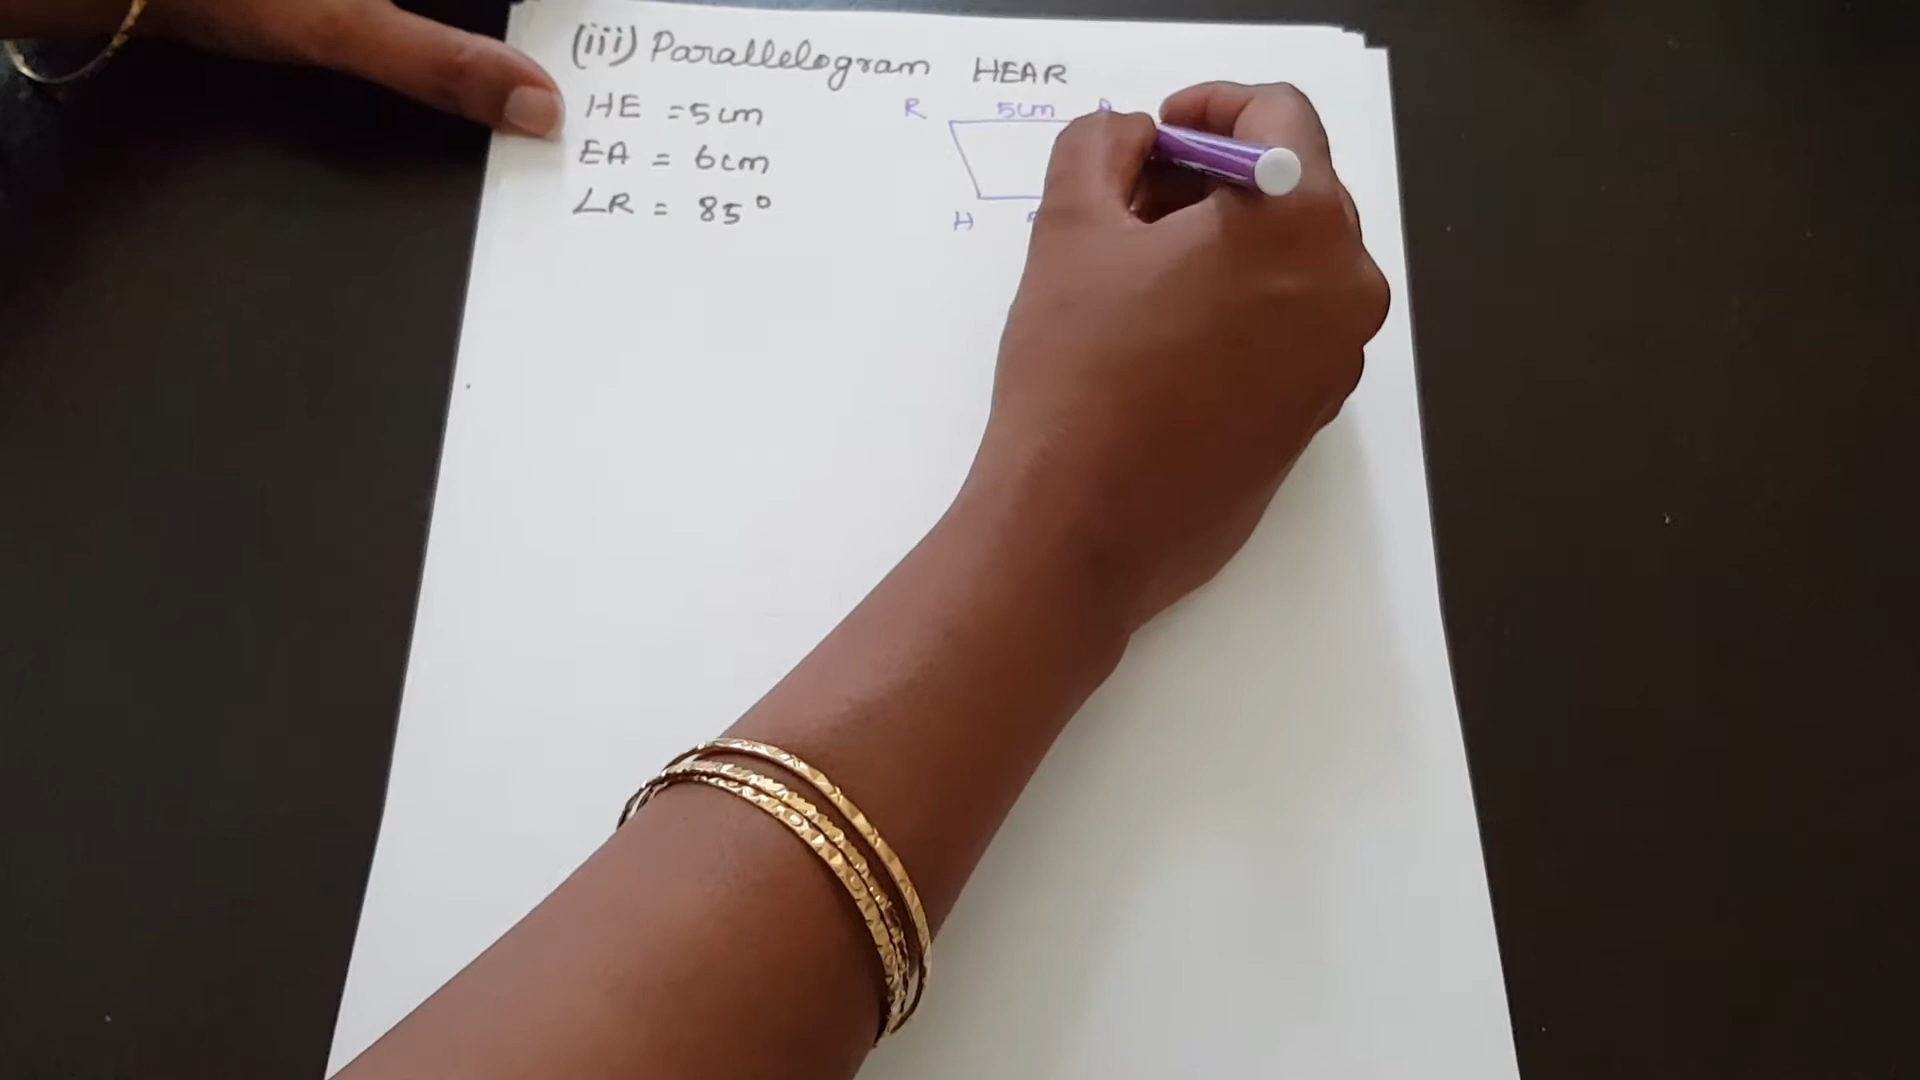 (iii) Parallelogram HEAR
HE = 5cm
EA = 6cm
∠R = 85°
R 5cm A
H